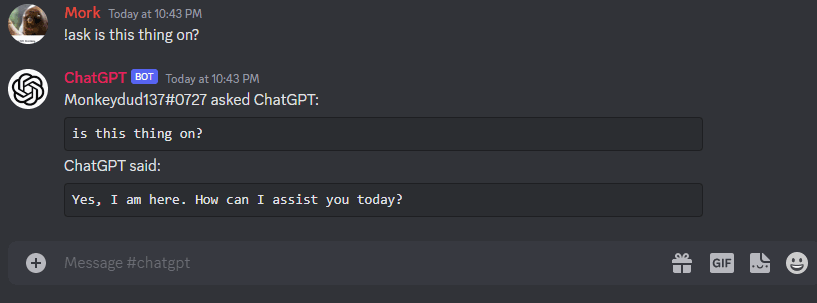 Mork Today at 10:43 PM
!ask is this thing on?
ChatGPT BOT Today at 10:43 PM
Monkeydud137#0727 asked ChatGPT:
is this thing on?
ChatGPT said:
Yes, I am here. How can I assist you today?
Message #chatgpt
GIF